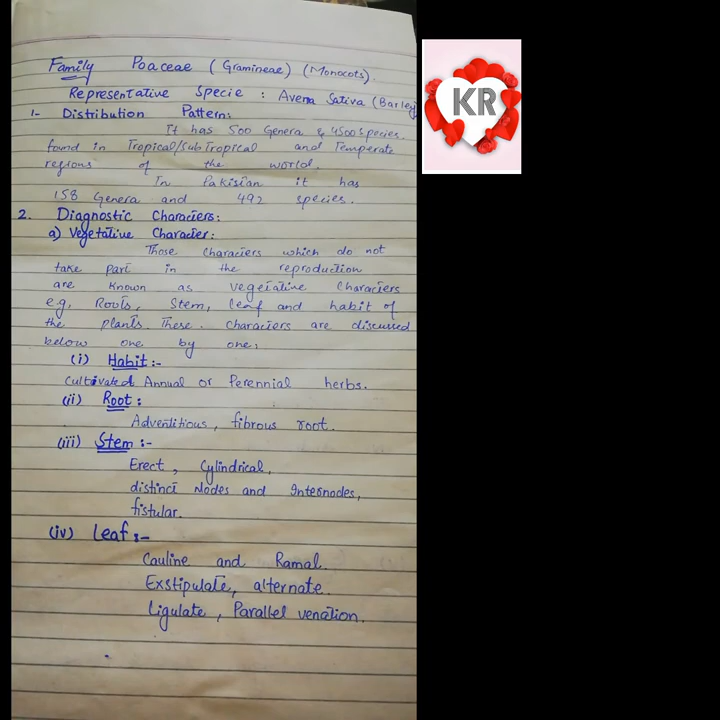 Family Poaceae (Gramineae) (Monocots).
Representative Specie : Avena Sativa (Barley)
1- Distribution Pattern:
It has 500 Genera & 4500 species.
found in Tropical/subTropical and Temperate
regions of the world.
In Pakistan it has
158 Genera and 492 species.
2. Diagnostic Characters:
a) Vegetative Character:
Those characters which do not
take part in the reproduction
are known as vegetative characters
e.g, Roots, Stem, leaf and habit of
the plants. These characters are discussed
below one by one:
(i) Habit:-
Cultivated Annual or Perennial herbs.
(ii) Root:
Adventitious, fibrous root.
(iii) Stem:-
Erect, Cylindrical,
distinct Nodes and Internodes,
fistular.
(iv) Leaf:-
Cauline and Ramal.
Exstipulate, alternate.
Ligulate, Parallel venation.
KR